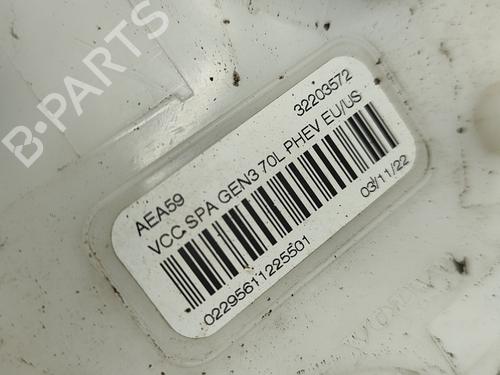 B-PARTS
32203572
AEA59
VCC SPA GEN3 70L PHEV EU/US
02295611225501
03/11/22